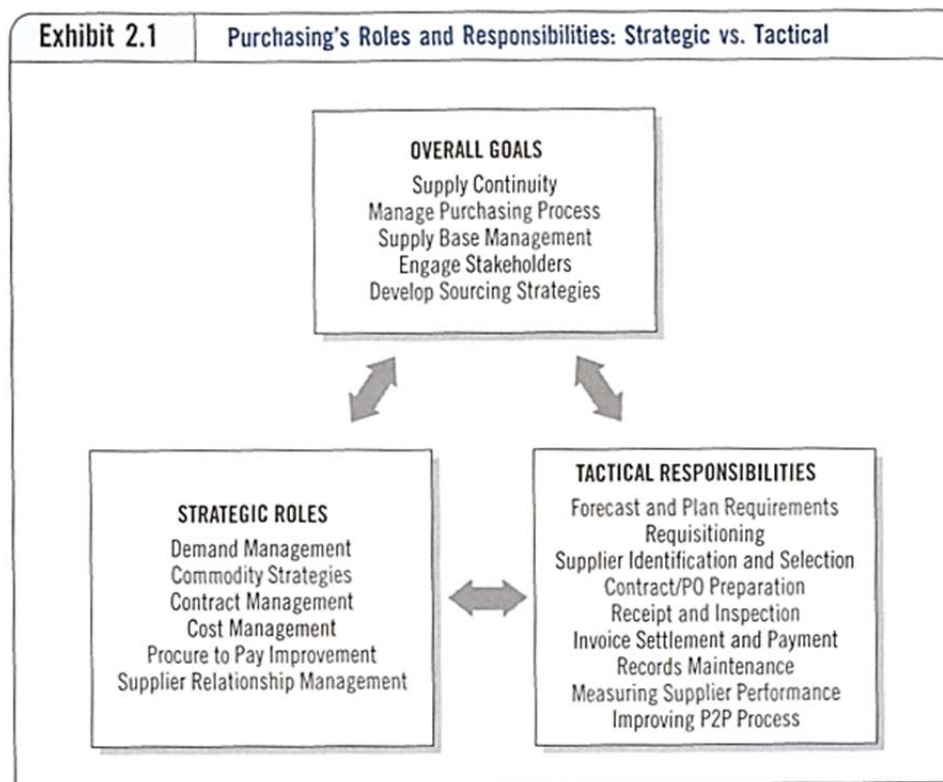 Exhibit 2.1
Purchasing's Roles and Responsibilities: Strategic vs. Tactical
OVERALL GOALS
Supply Continuity
Manage Purchasing Process
Supply Base Management
Engage Stakeholders
Develop Sourcing Strategies
STRATEGIC ROLES
Demand Management
Commodity Strategies
Contract Management
Cost Management
Procure to Pay Improvement
Supplier Relationship Management
TACTICAL RESPONSIBILITIES
Forecast and Plan Requirements
Requisitioning
Supplier Identification and Selection
Contract/PO Preparation
Receipt and Inspection
Invoice Settlement and Payment
Records Maintenance
Measuring Supplier Performance
Improving P2P Process